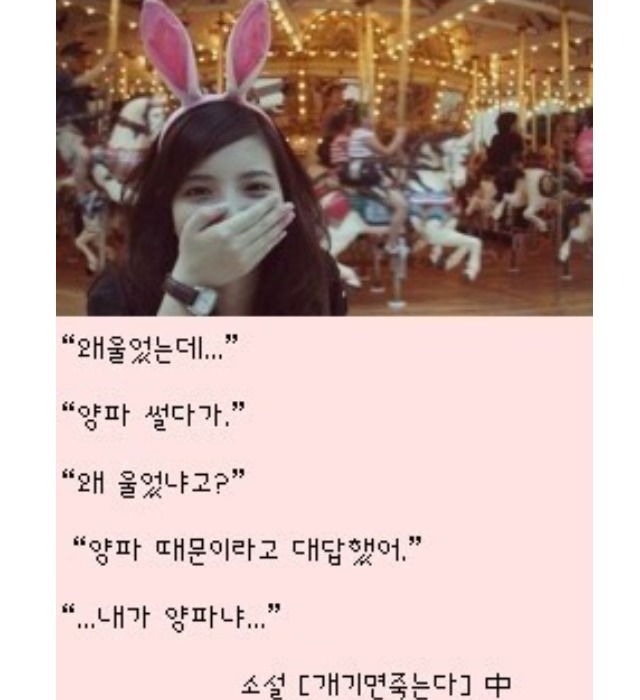 “왜울었는데...”
“양파 썰다가.”
“왜 울었냐고?”
“양파 때문이라고 대답했어.”
“...내가 양파냐...”
소설 [개기면죽는다] 中